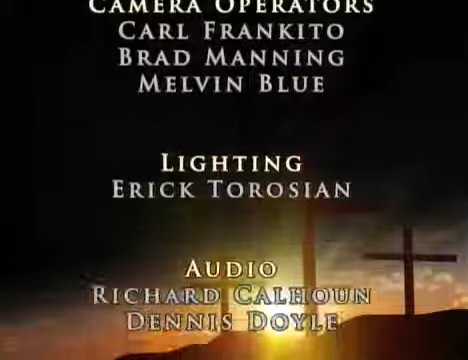 CAMERA OPERATORS
CARL FRANKITO
BRAD MANNING
MELVIN BLUE
LIGHTING
ERICK TOROSIAN
AUDIO
RICHARD CALHOUN
DENNIS DOYLE